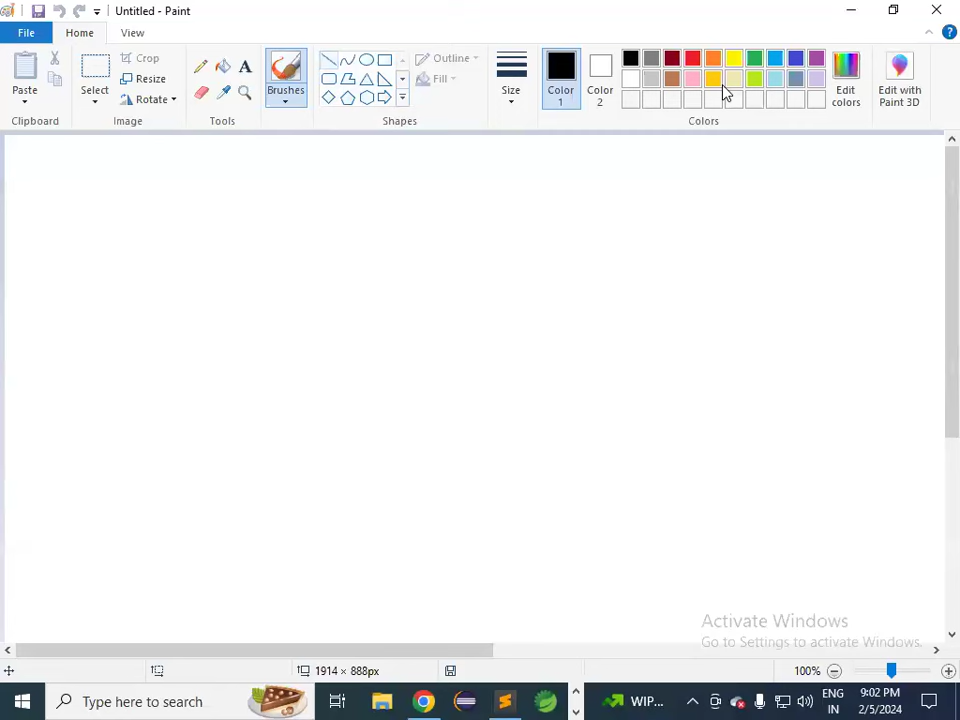 Untitled - Paint
File Home View
Paste
Clipboard
Select
Crop
Resize
Rotate
Image
A
Tools
Brushes
Outline
Fill
Shapes
Size
Color 1
Color 2
Edit colors
Colors
Edit with Paint 3D
Activate Windows
Go to Settings to activate Windows.
1914 × 888px
100%
Type here to search
WIP...
ENG
IN
9:02 PM
2/5/2024